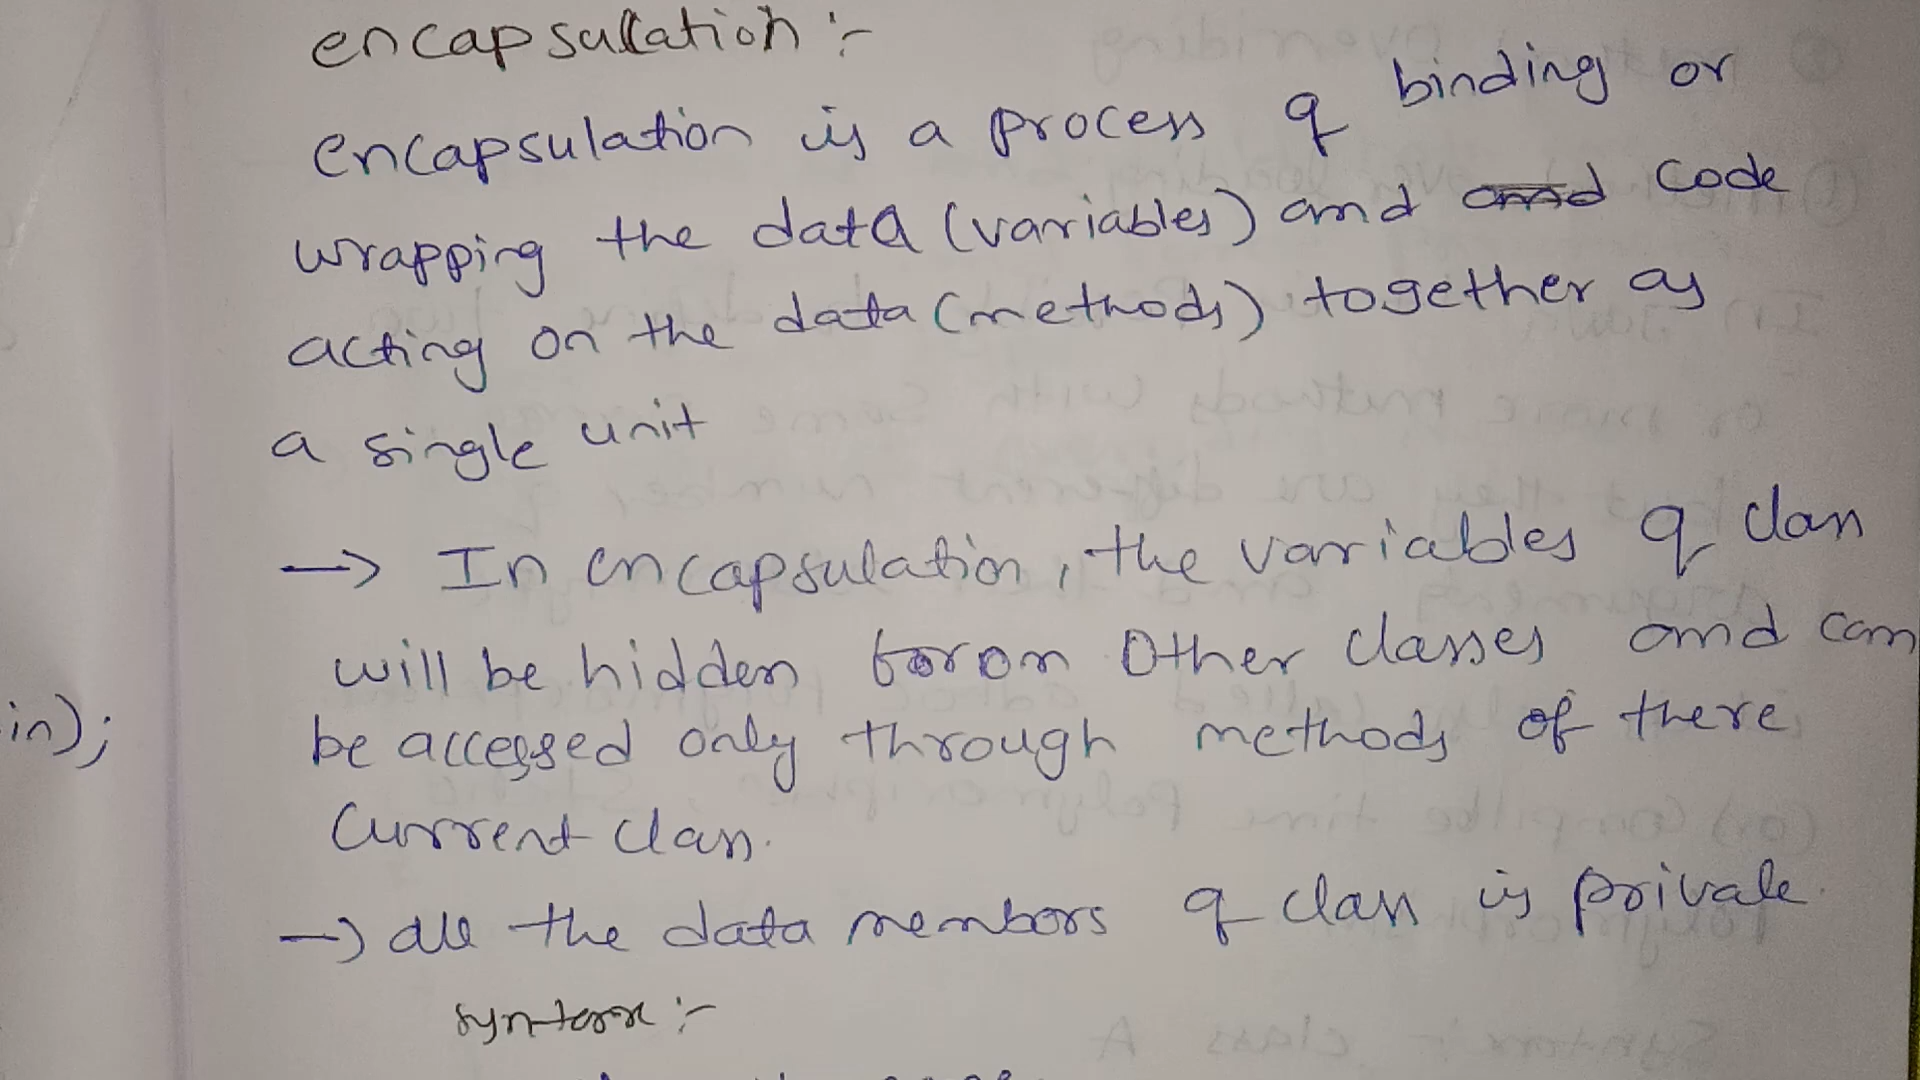 encapsulation :-
encapsulation is a process of binding or
wrapping the data (variables) and and code
acting on the data (methods) together as
a single unit
→ In encapsulation, the variables of class
will be hidden from other classes and can
be accessed only through methods of there
in);
current class.
→ all the data members of class is private.
syntax :-